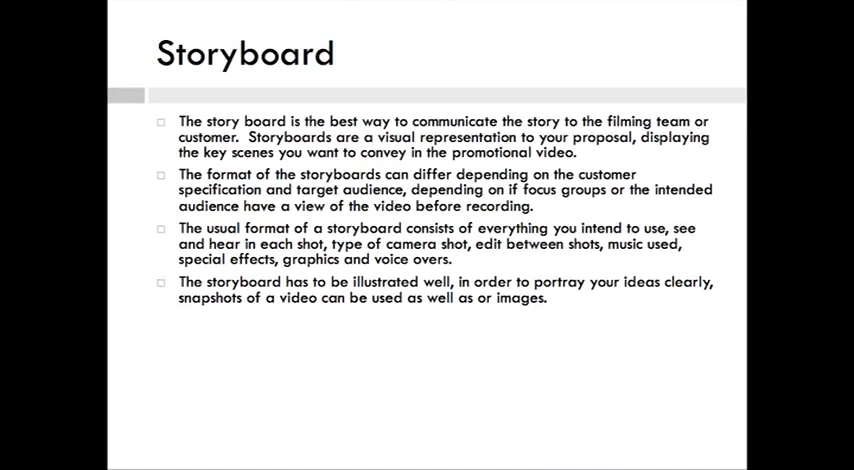 Storyboard
The story board is the best way to communicate the story to the filming team or
customer.  Storyboards are a visual representation to your proposal, displaying
the key scenes you want to convey in the promotional video.
The format of the storyboards can differ depending on the customer
specification and target audience, depending on if focus groups or the intended
audience have a view of the video before recording.
The usual format of a storyboard consists of everything you intend to use, see
and hear in each shot, type of camera shot, edit between shots, music used,
special effects, graphics and voice overs.
The storyboard has to be illustrated well, in order to portray your ideas clearly,
snapshots of a video can be used as well as or images.